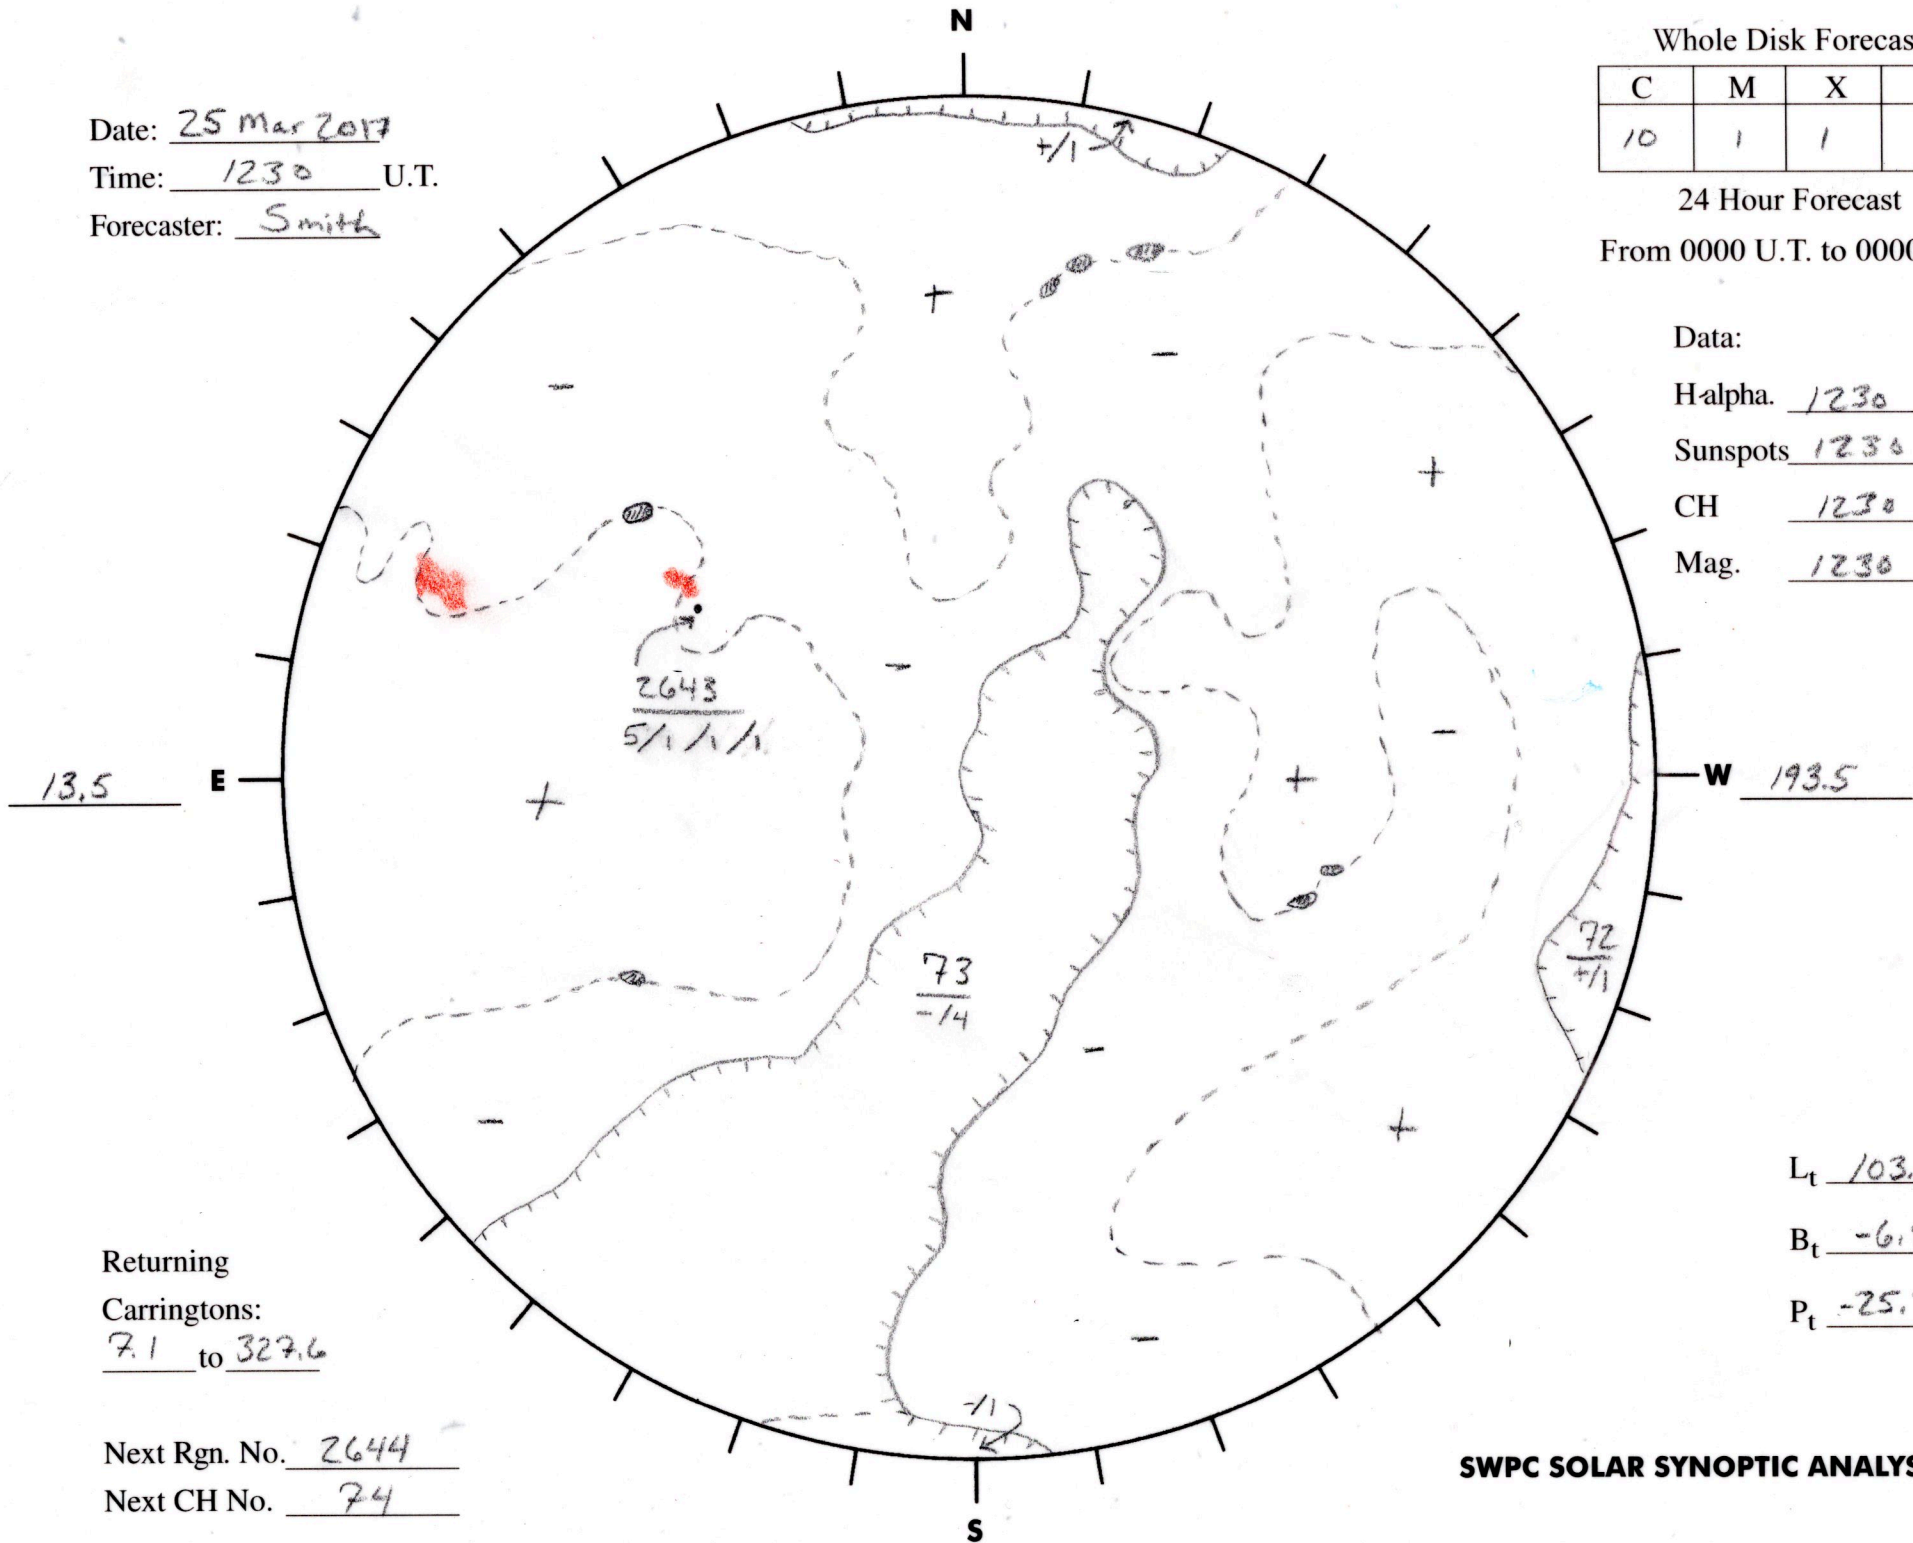 N
Whole Disk Forecas
C M X
10 1 1
24 Hour Forecast
From 0000 U.T. to 0000
Date: 25 Mar 2017
Time: 1230 U.T.
Forecaster: Smith
+/1
+
-
-
+
Data:
H-alpha. 1230
Sunspots 1230
CH 1230
Mag. 1230
2643
5/1/1/1
-
-
+
+
13.5 E
W 193.5
73
-/4
72
+/1
-
-
+
Lt 103.
Bt -6.
Pt -25.
Returning
Carringtons:
7.1 to 327.6
-
-/1
Next Rgn. No. 2644
Next CH No. 74
SWPC SOLAR SYNOPTIC ANALYS
S